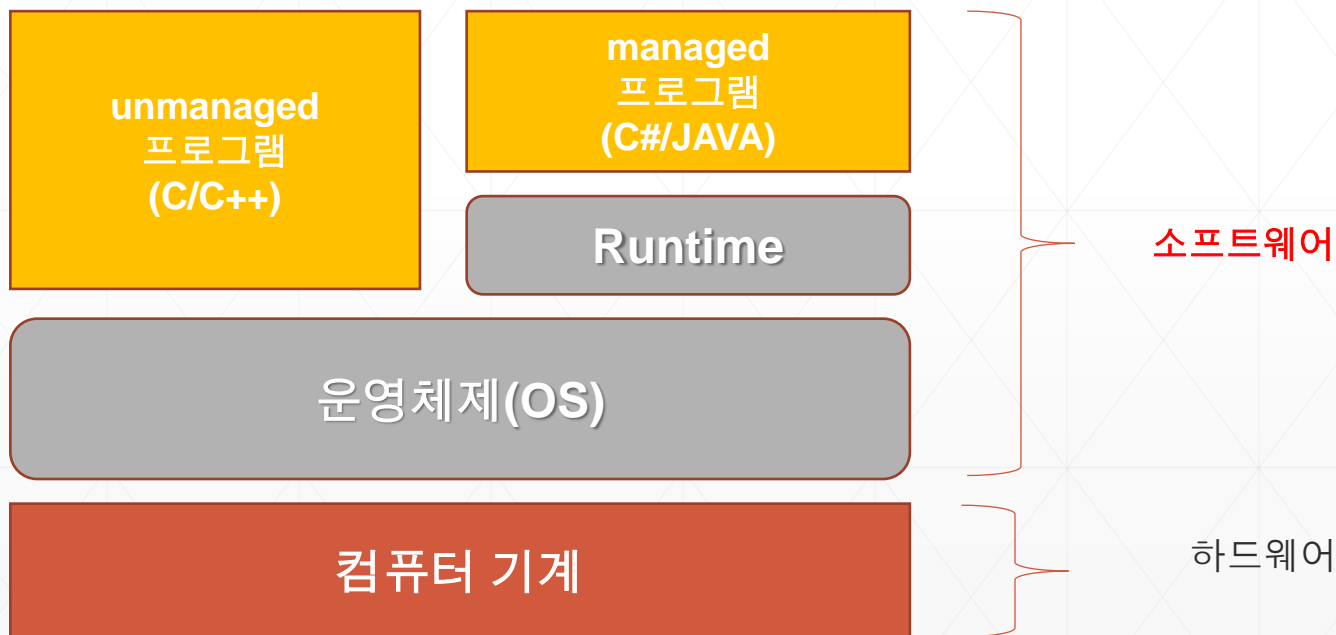 unmanaged
프로그램
(C/C++)
managed
프로그램
(C#/JAVA)
Runtime
소프트웨어
운영체제(OS)
컴퓨터 기계
하드웨어